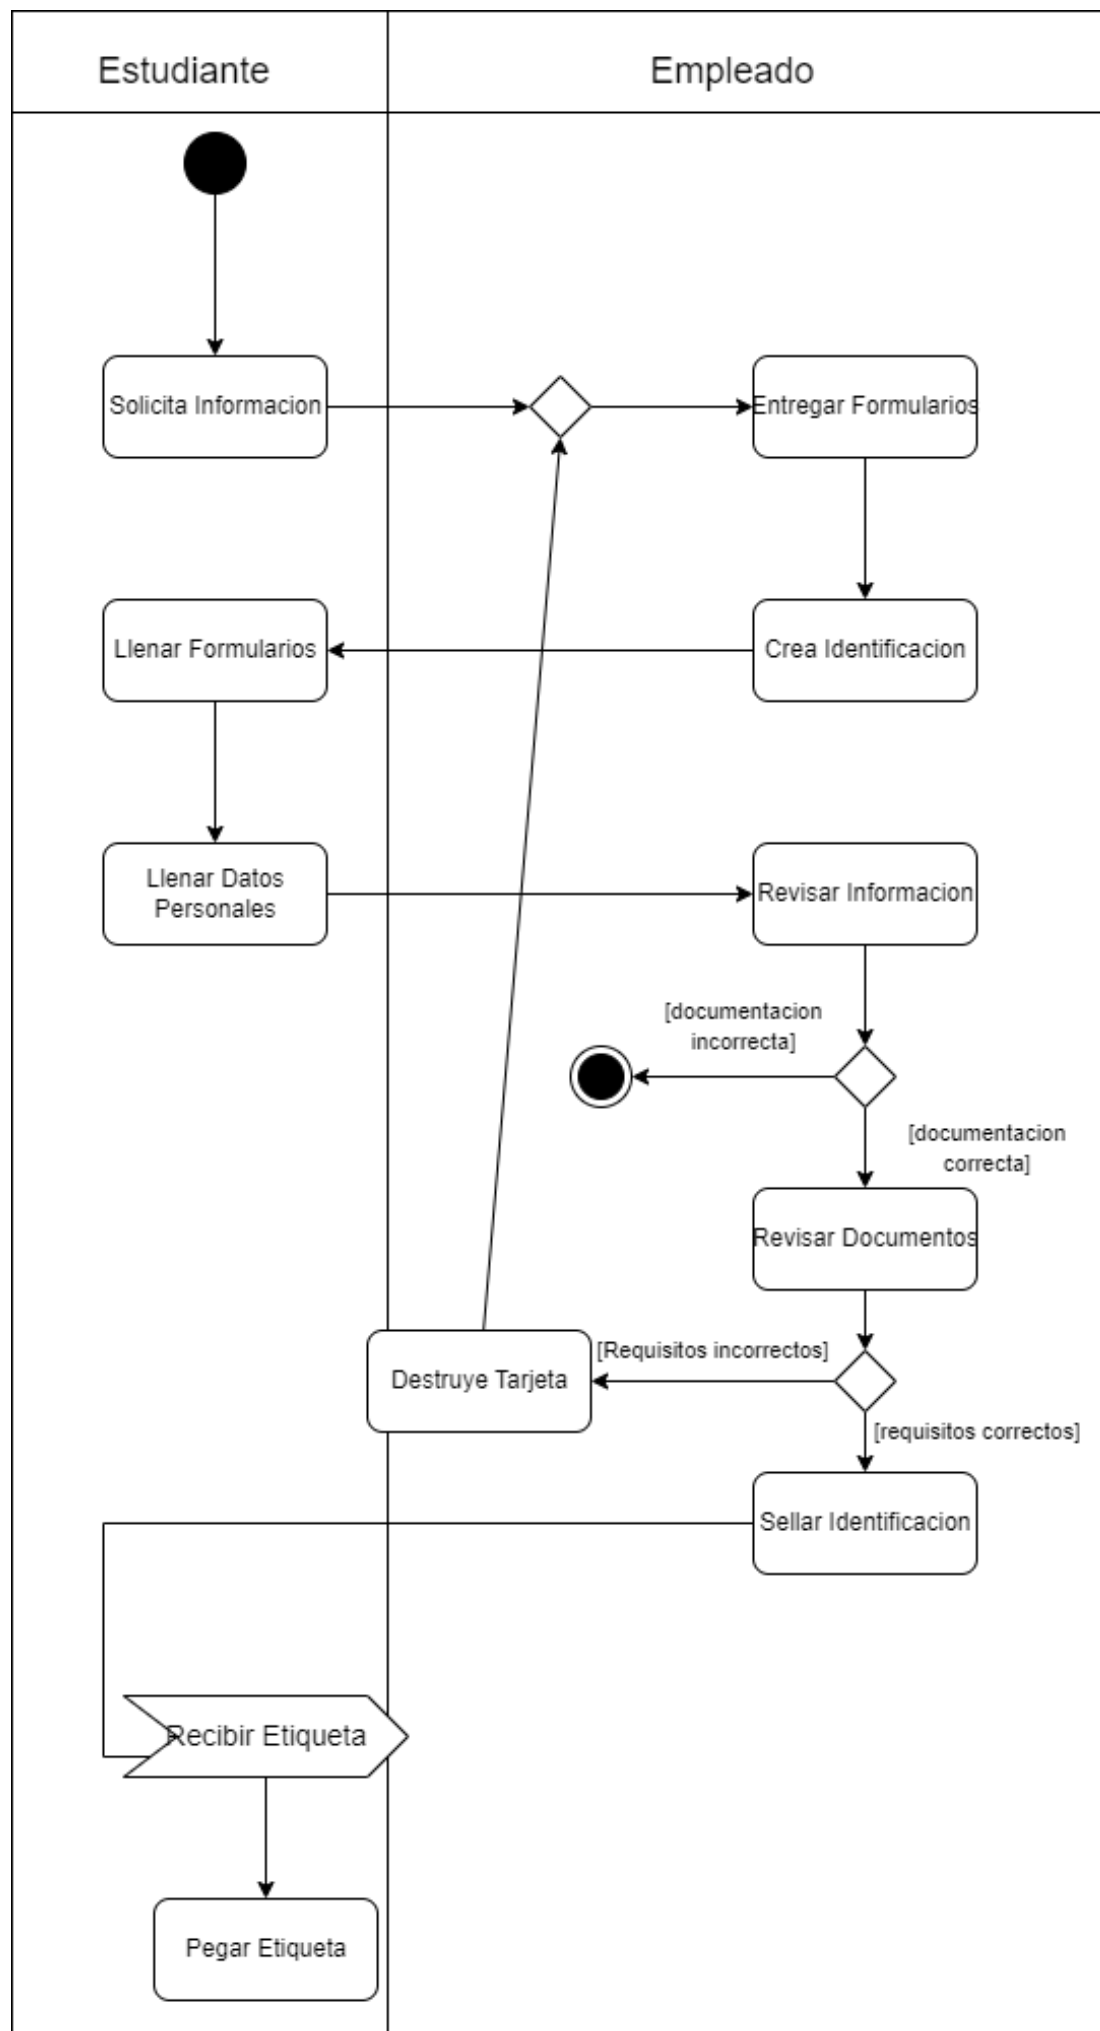 Estudiante
Empleado
Solicita Informacion
Entregar Formularios
Llenar Formularios
Crea Identificacion
Llenar Datos
Personales
Revisar Informacion
[documentacion
incorrecta]
[documentacion
correcta]
Revisar Documentos
Destruye Tarjeta
[Requisitos incorrectos]
[requisitos correctos]
Sellar Identificacion
Recibir Etiqueta
Pegar Etiqueta